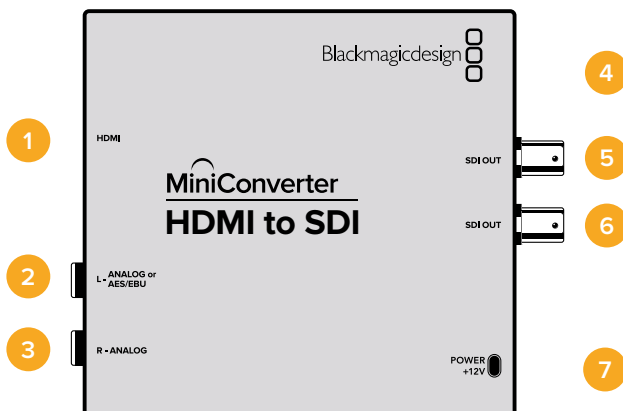 Blackmagicdesign
4
1
HDMI
SDI OUT
5
MiniConverter
HDMI to SDI
SDI OUT
6
2
L - ANALOG or
AES/EBU
3
R - ANALOG
POWER
+12V
7